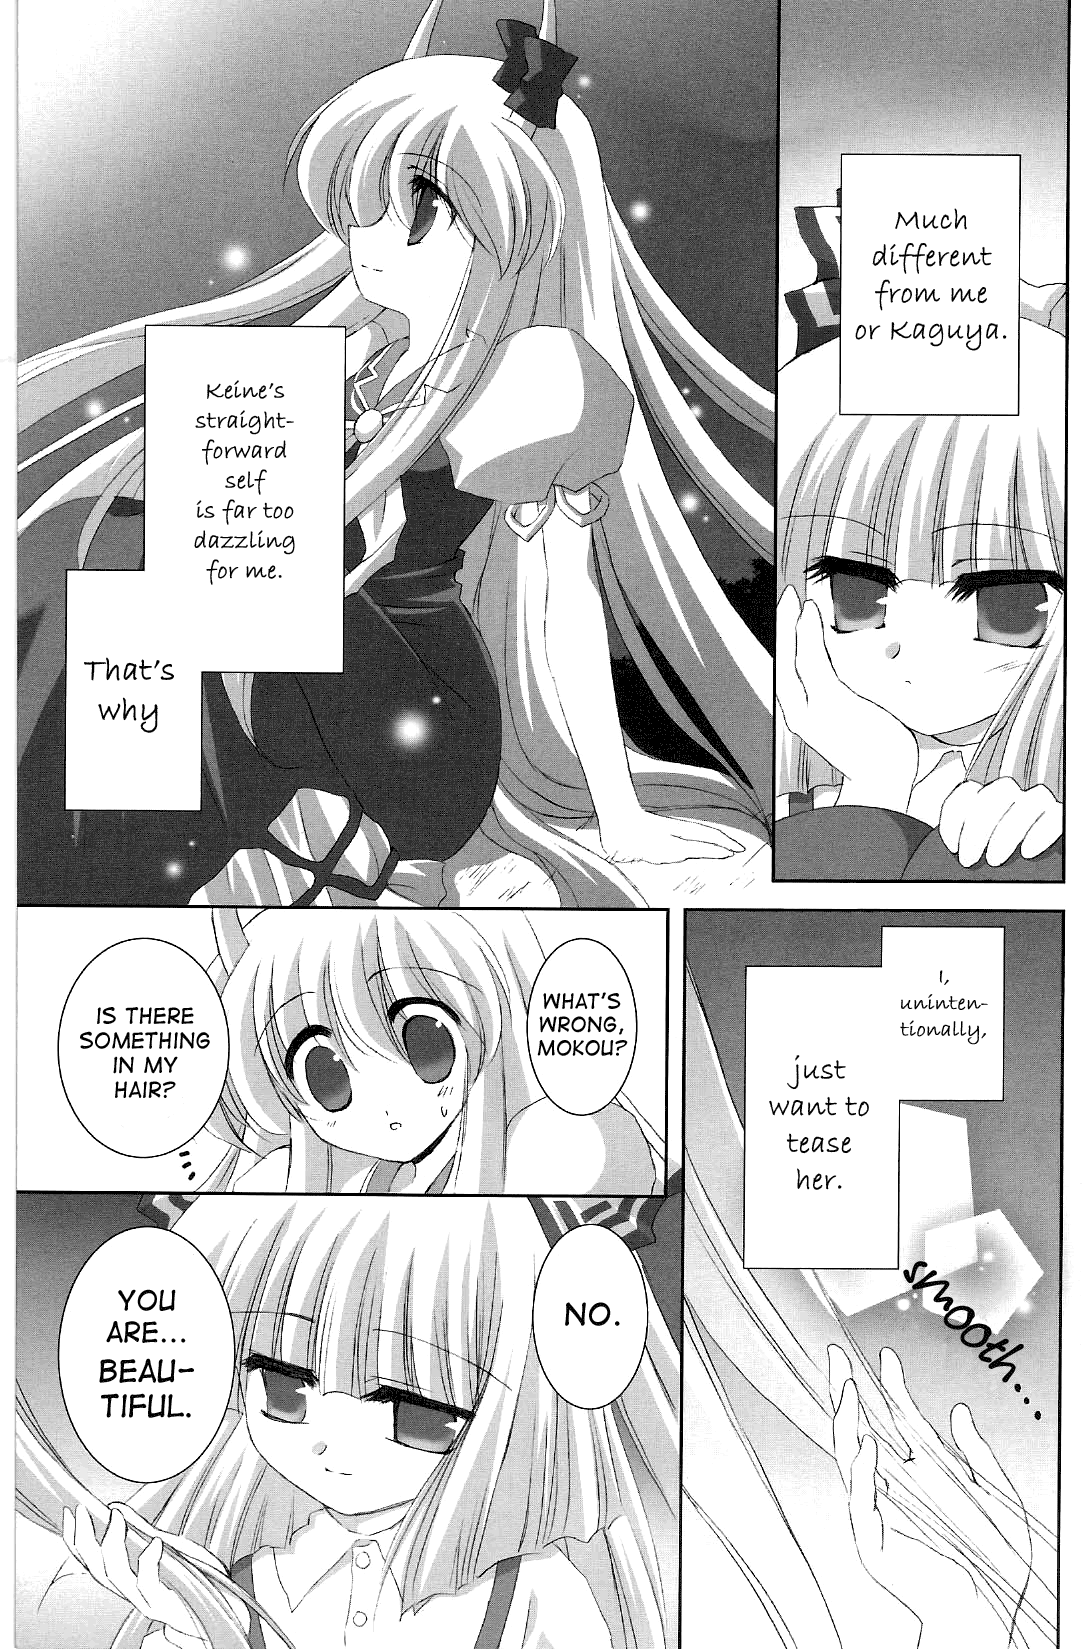 Much
different
from me
or Kaguya.
Keine's
straight-
forward
self
is far too
dazzling
for me.
That's
why
I,
uninten-
tionally,
just
want to
tease
her.
smooth...
WHAT'S
WRONG,
MOKOU?
IS THERE
SOMETHING
IN MY
HAIR?
NO.
YOU
ARE...
BEAU-
TIFUL.